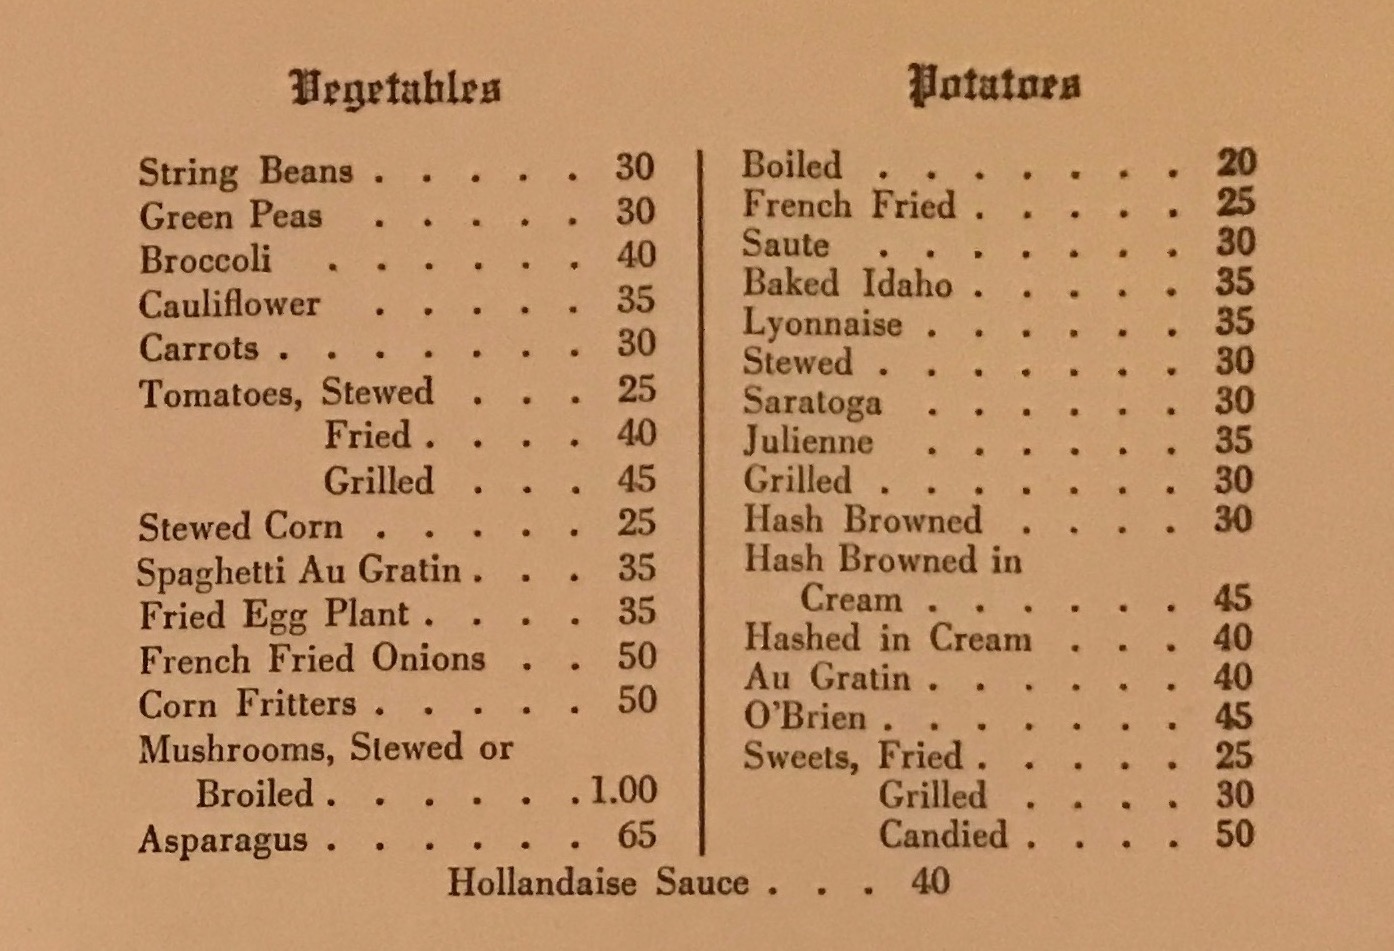 Vegetables
String Beans . . . . . 30
Green Peas . . . . . 30
Broccoli . . . . . . 40
Cauliflower . . . . . 35
Carrots . . . . . . . 30
Tomatoes, Stewed . . . 25
Fried . . . . 40
Grilled . . . 45
Stewed Corn . . . . . 25
Spaghetti Au Gratin . . . 35
Fried Egg Plant . . . . 35
French Fried Onions . . 50
Corn Fritters . . . . . 50
Mushrooms, Stewed or
Broiled . . . . . . 1.00
Asparagus . . . . . . 65
Potatoes
Boiled . . . . . . . 20
French Fried . . . . . 25
Saute . . . . . . . 30
Baked Idaho . . . . . 35
Lyonnaise . . . . . . 35
Stewed . . . . . . . 30
Saratoga . . . . . . 30
Julienne . . . . . . 35
Grilled . . . . . . . 30
Hash Browned . . . . 30
Hash Browned in
Cream . . . . . . 45
Hashed in Cream . . . 40
Au Gratin . . . . . . 40
O'Brien . . . . . . . 45
Sweets, Fried . . . . . 25
Grilled . . . . 30
Candied . . . . 50
Hollandaise Sauce . . . 40